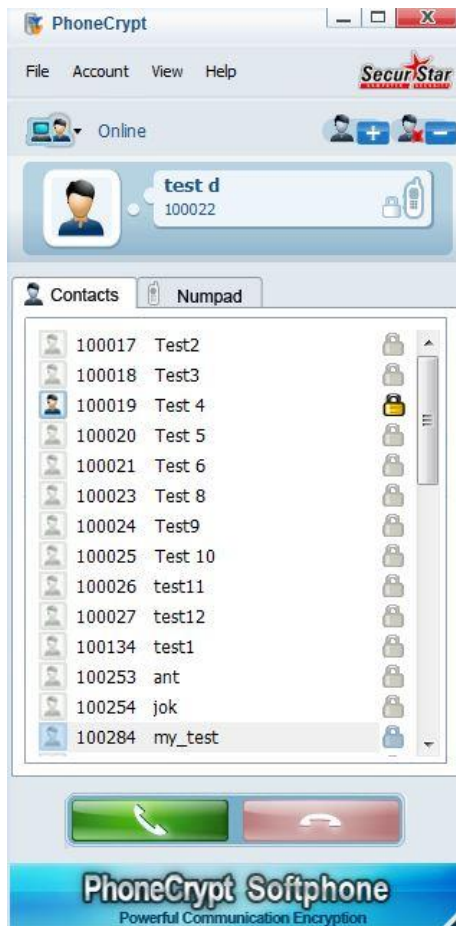 PhoneCrypt
File Account View Help
SecurStar
COMPUTER SECURITY
Online
test d
100022
Contacts Numpad
100017 Test2
100018 Test3
100019 Test 4
100020 Test 5
100021 Test 6
100023 Test 8
100024 Test9
100025 Test 10
100026 test11
100027 test12
100134 test1
100253 ant
100254 jok
100284 my_test
PhoneCrypt Softphone
Powerful Communication Encryption